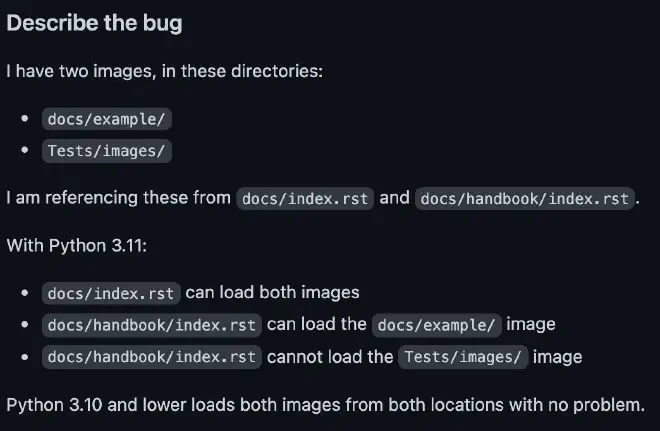 Describe the bug
I have two images, in these directories:
• docs/example/
• Tests/images/
I am referencing these from docs/index.rst and docs/handbook/index.rst.
With Python 3.11:
• docs/index.rst can load both images
• docs/handbook/index.rst can load the docs/example/ image
• docs/handbook/index.rst cannot load the Tests/images/ image
Python 3.10 and lower loads both images from both locations with no problem.